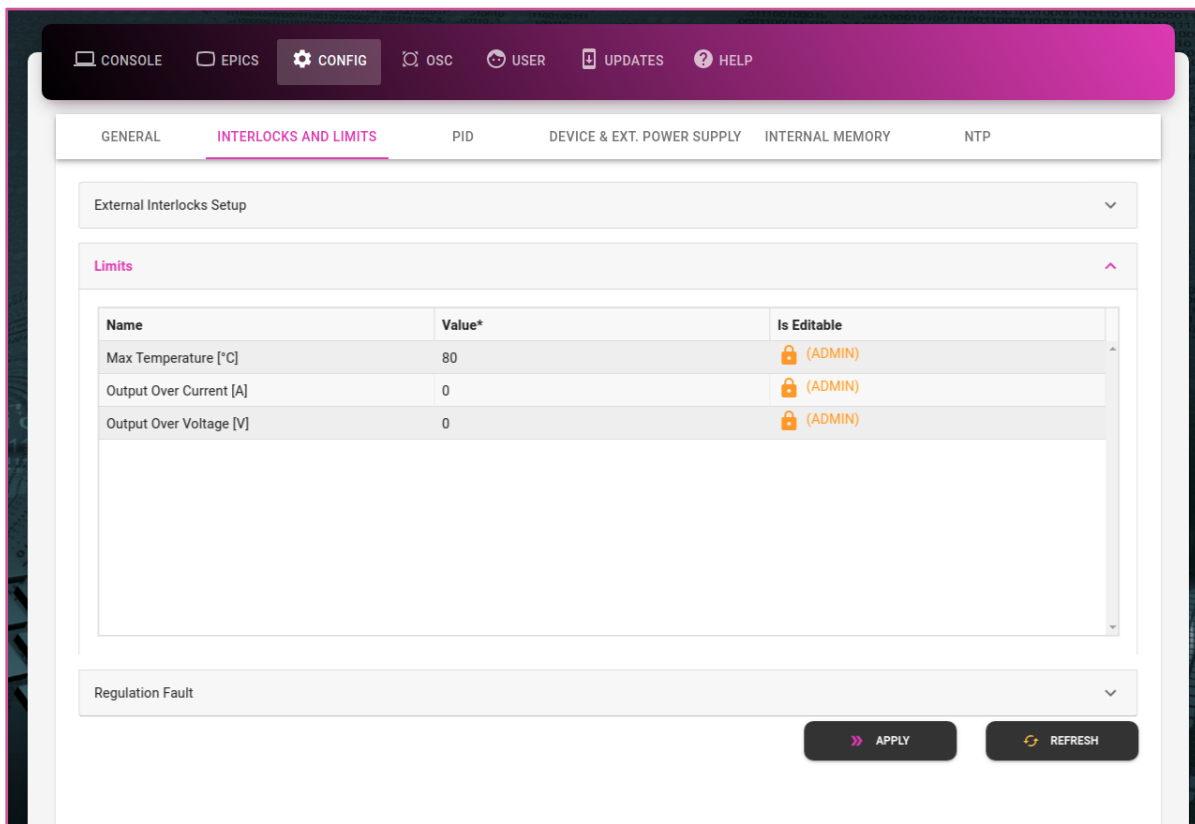 CONSOLE EPICS CONFIG OSC USER UPDATES HELP
GENERAL INTERLOCKS AND LIMITS PID DEVICE & EXT. POWER SUPPLY INTERNAL MEMORY NTP
External Interlocks Setup
Limits
Name Value* Is Editable
Max Temperature [°C] 80 (ADMIN)
Output Over Current [A] 0 (ADMIN)
Output Over Voltage [V] 0 (ADMIN)
Regulation Fault
APPLY REFRESH